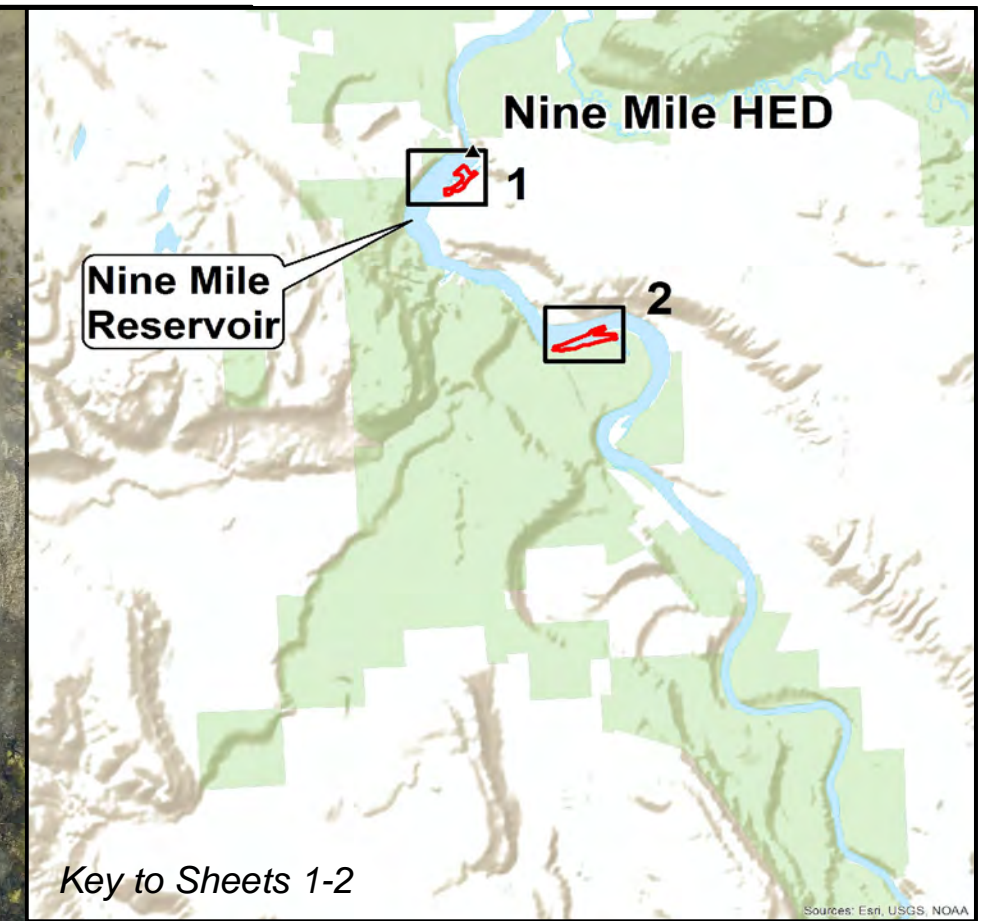 Nine Mile HED
1
2
Nine Mile
Reservoir
Key to Sheets 1-2
Sources: Esri, USGS, NOAA